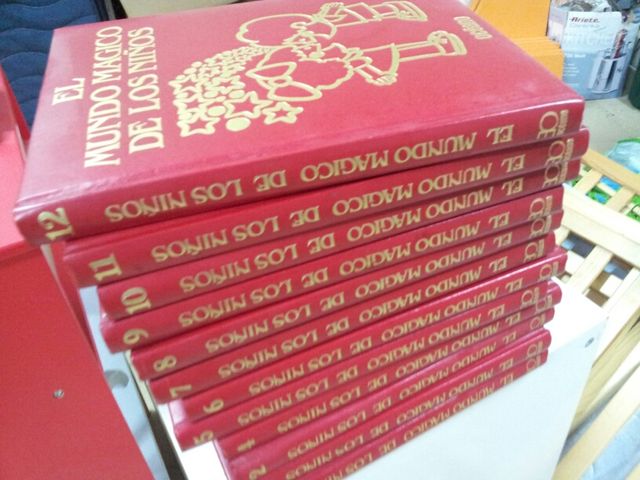 EL
MUNDO MAGICO
DE LOS NIÑOS
12 EL MUNDO MAGICO DE LOS NIÑOS
11 EL MUNDO MAGICO DE LOS NIÑOS
10 EL MUNDO MAGICO DE LOS NIÑOS
9 EL MUNDO MAGICO DE LOS NIÑOS
8 EL MUNDO MAGICO DE LOS NIÑOS
7 EL MUNDO MAGICO DE LOS NIÑOS
6 EL MUNDO MAGICO DE LOS NIÑOS
5 EL MUNDO MAGICO DE LOS NIÑOS
4 EL MUNDO MAGICO DE LOS NIÑOS
2 EL MUNDO MAGICO DE LOS NIÑOS
Ariete